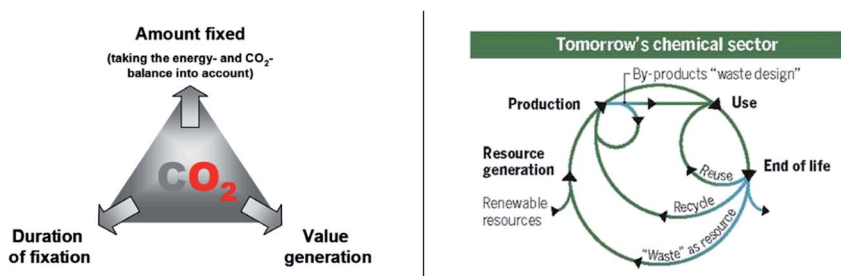 Amount fixed
(taking the energy- and CO₂-
balance into account)
CO₂
Duration
of fixation
Value
generation
Tomorrow's chemical sector
By-products "waste design"
Production
Use
Resource
generation
End of life
Reuse
Renewable
resources
Recycle
"Waste" as resource